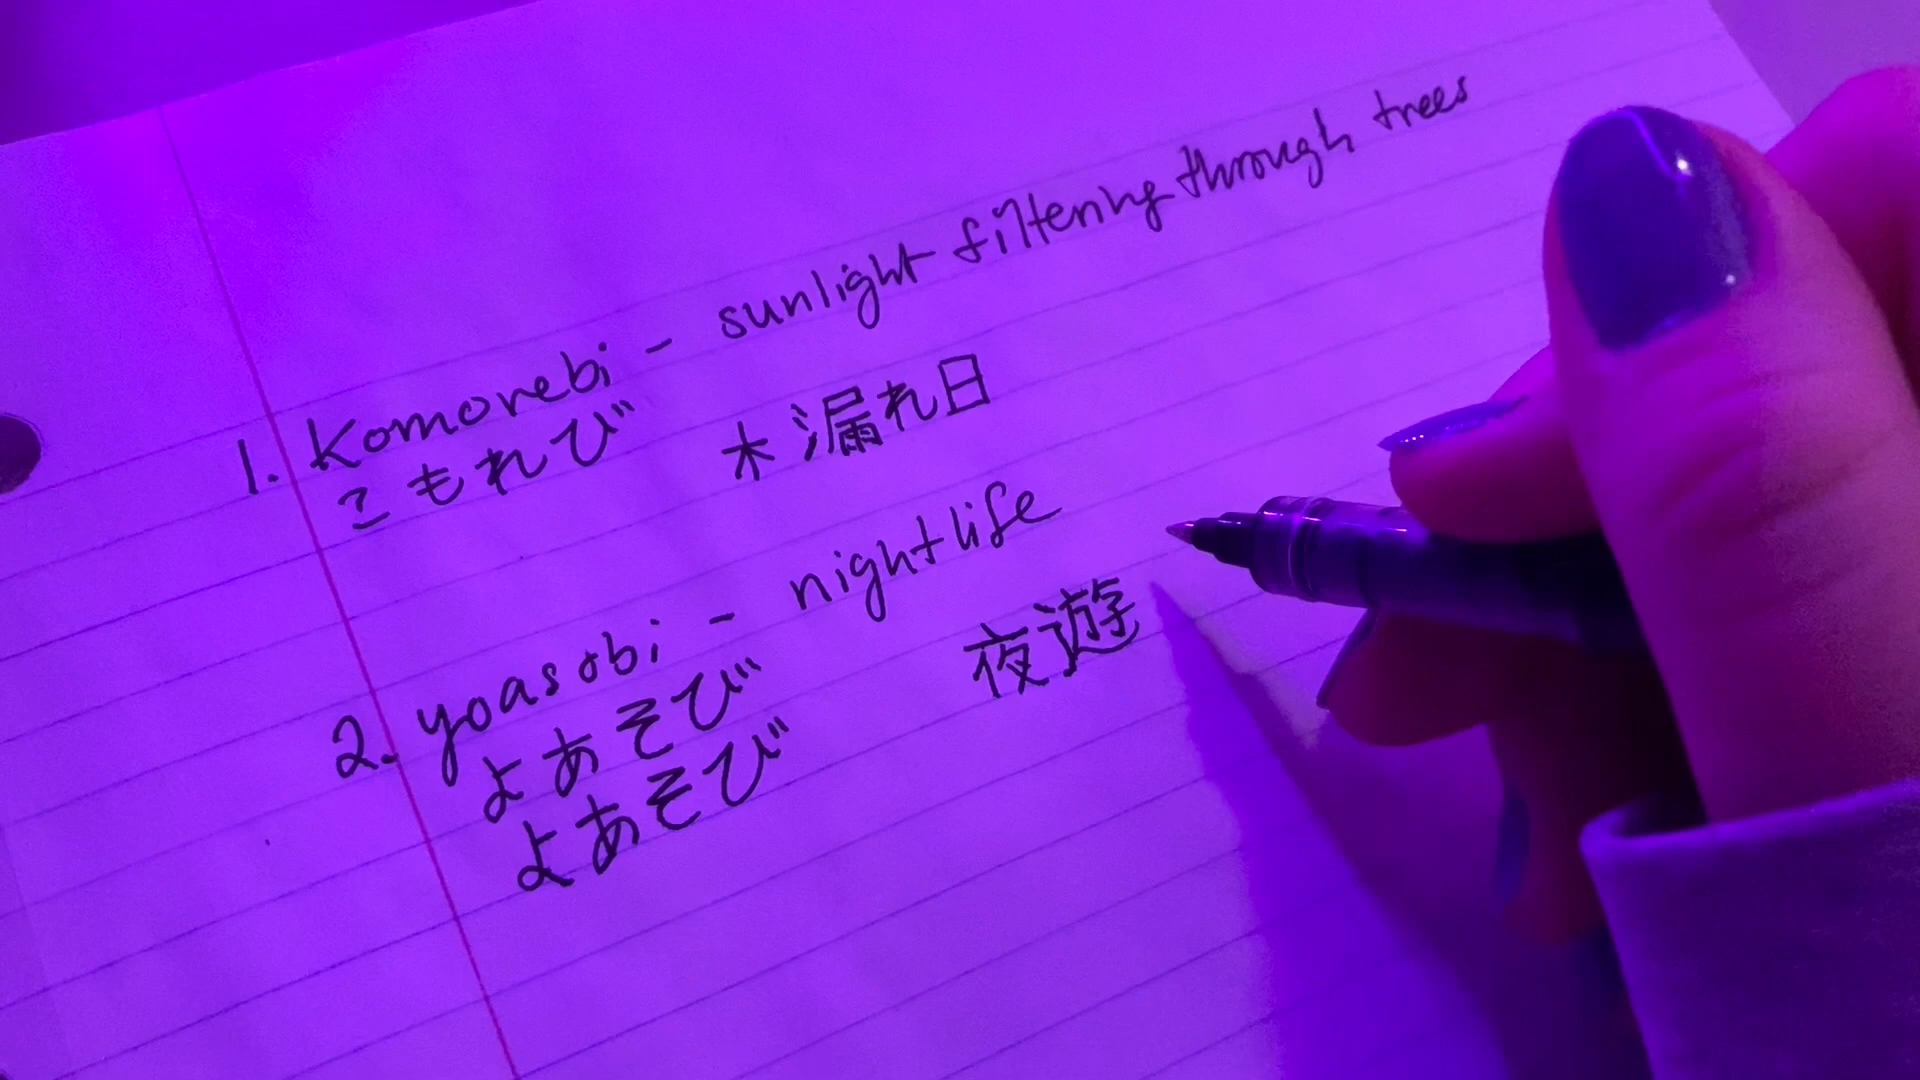 1. Komorebi - sunlight filtering through trees
こもれび 木漏れ日
2. yoasobi - nightlife
よあそび 夜遊
よあそび